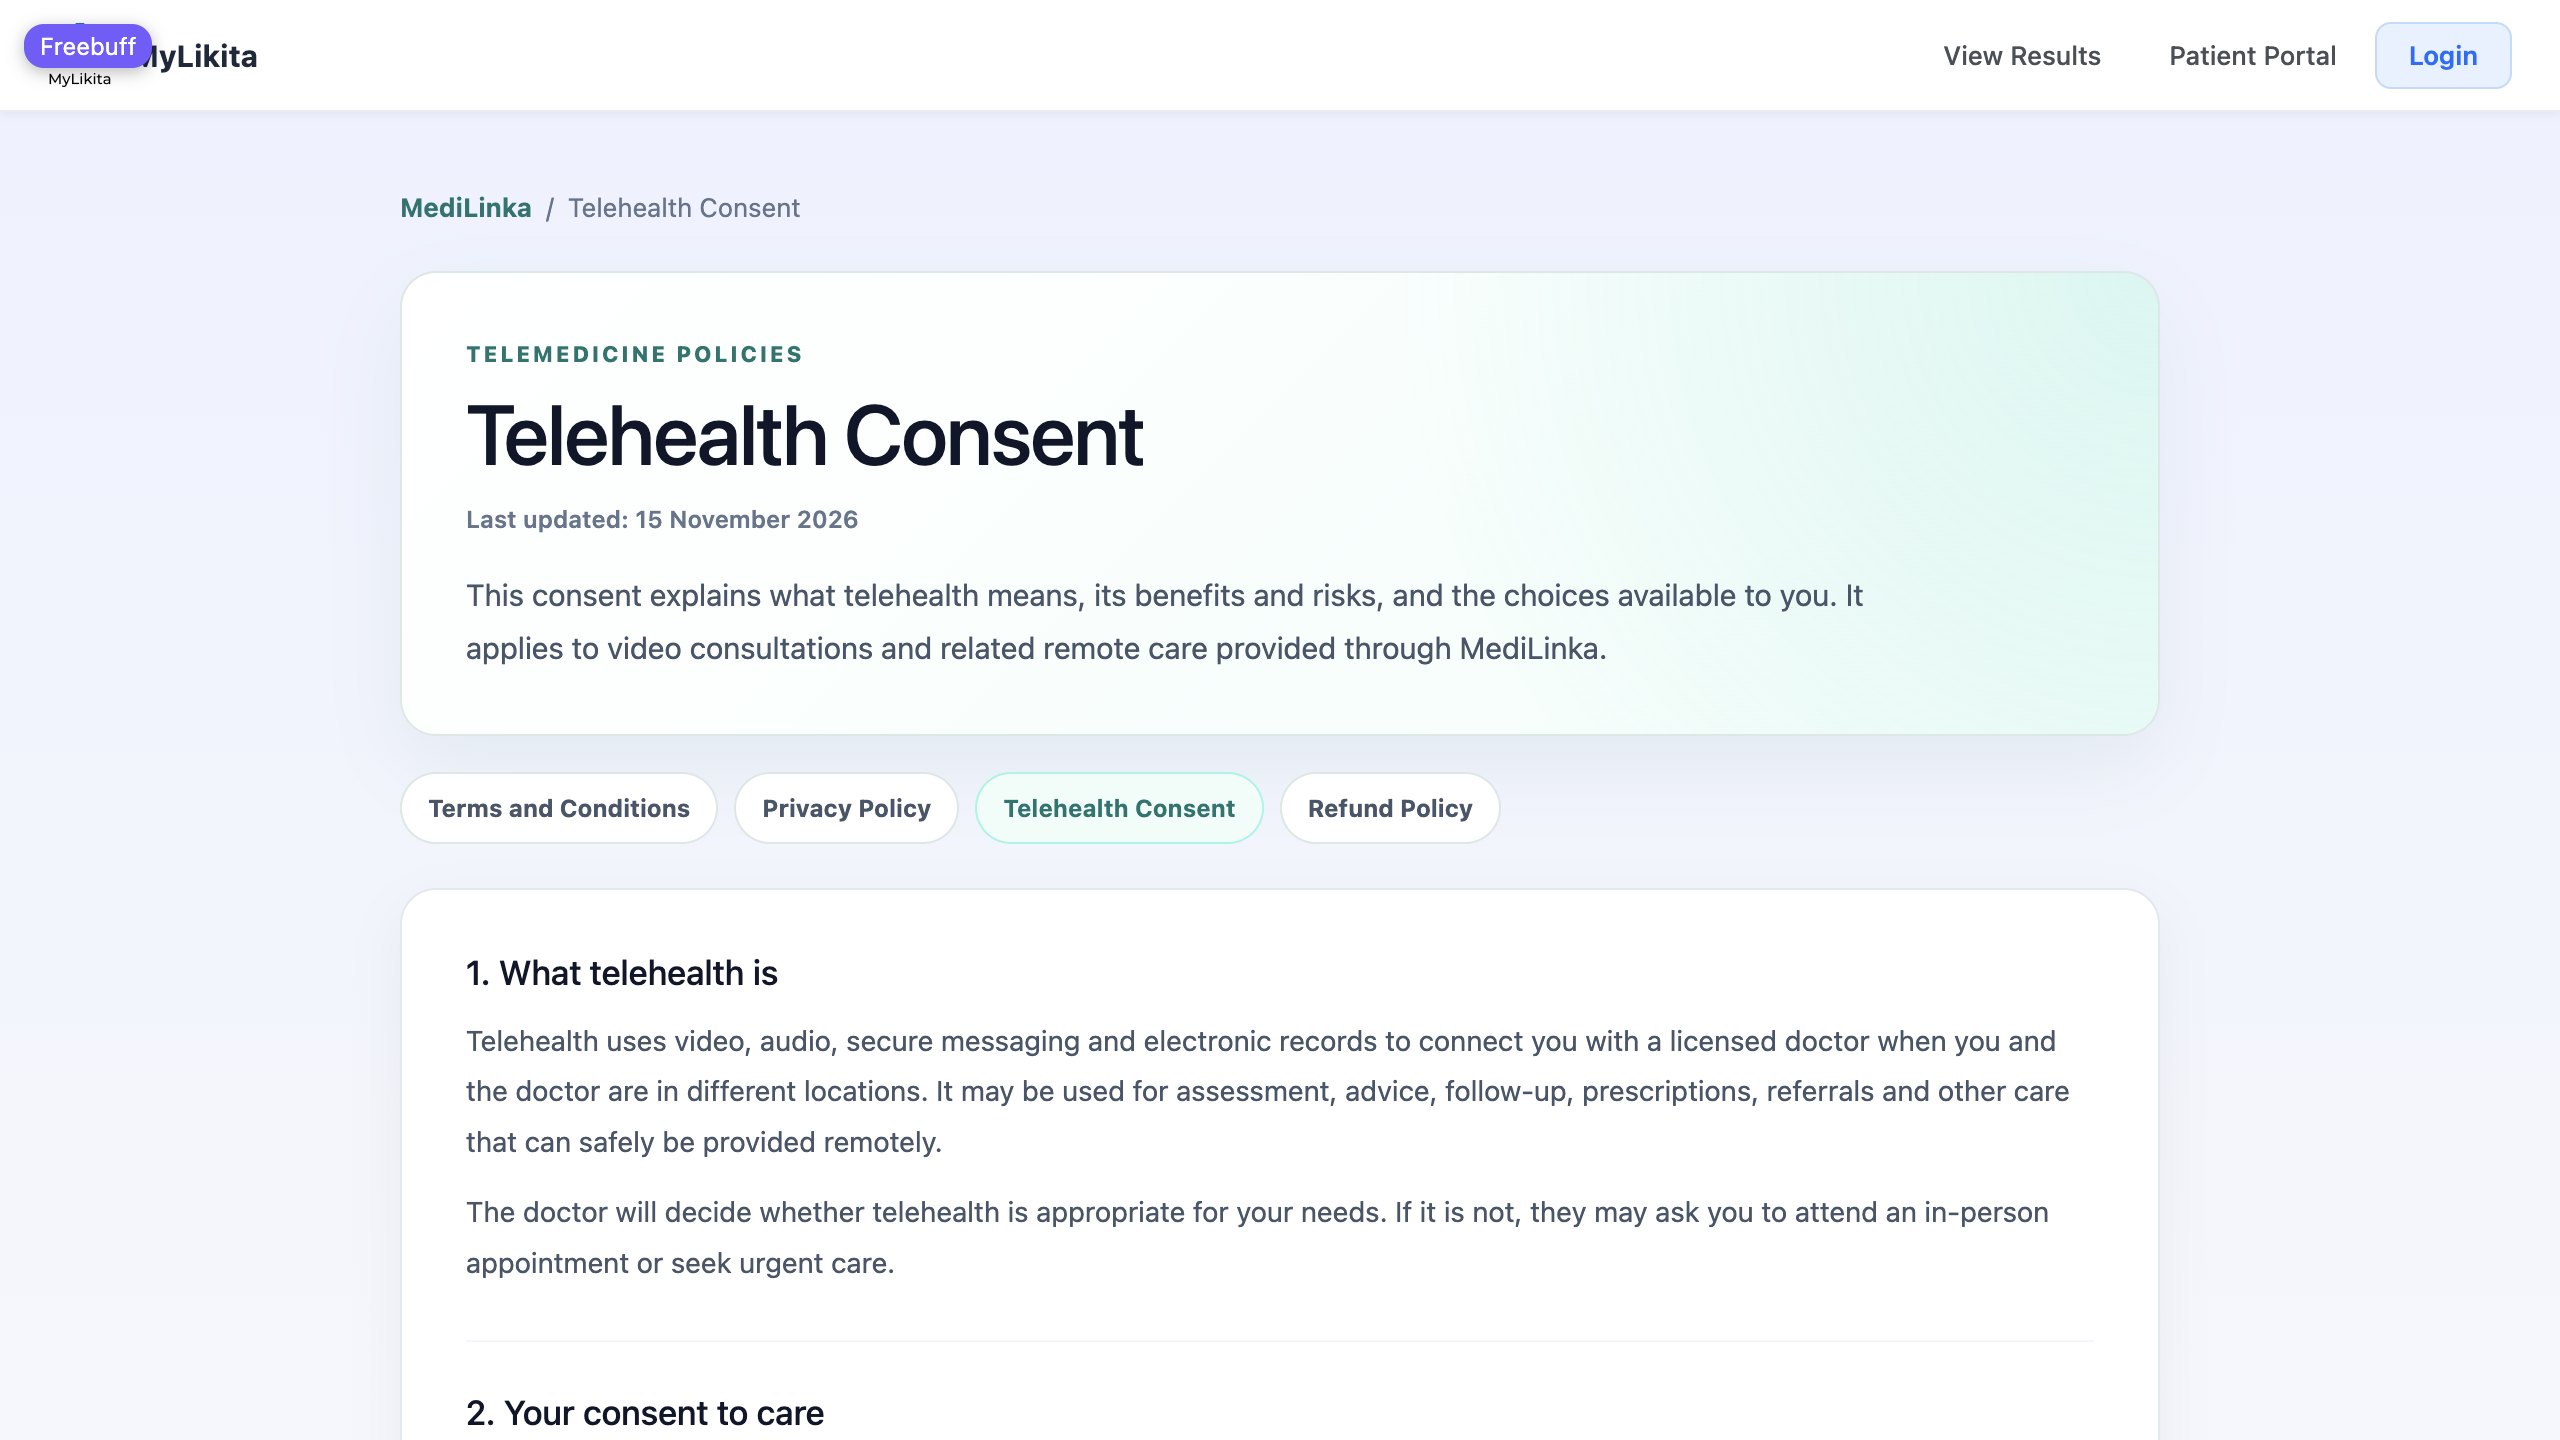 Freebuff
MyLikita
MyLikita
View Results
Patient Portal
Login
MediLinka / Telehealth Consent
TELEMEDICINE POLICIES
Telehealth Consent
Last updated: 15 November 2026
This consent explains what telehealth means, its benefits and risks, and the choices available to you. It
applies to video consultations and related remote care provided through MediLinka.
Terms and Conditions
Privacy Policy
Telehealth Consent
Refund Policy
1. What telehealth is
Telehealth uses video, audio, secure messaging and electronic records to connect you with a licensed doctor when you and
the doctor are in different locations. It may be used for assessment, advice, follow-up, prescriptions, referrals and other care
that can safely be provided remotely.
The doctor will decide whether telehealth is appropriate for your needs. If it is not, they may ask you to attend an in-person
appointment or seek urgent care.
2. Your consent to care